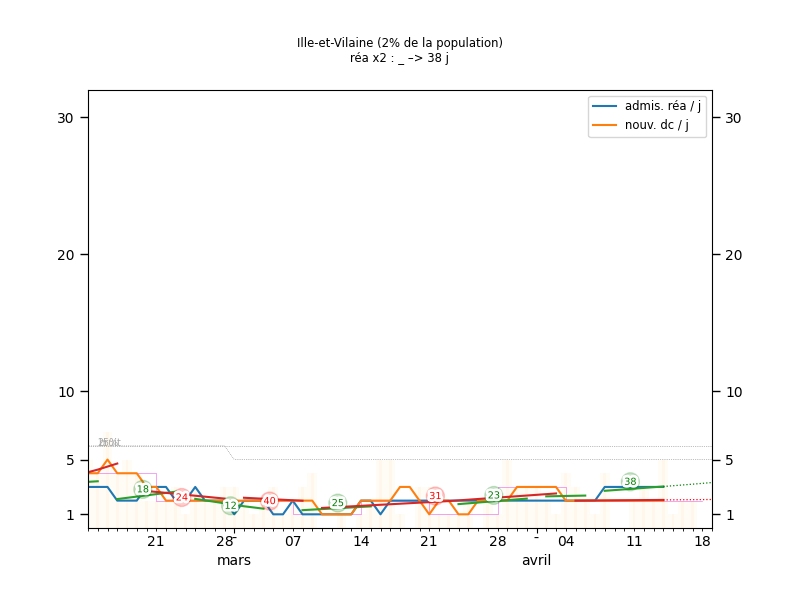 Ille-et-Vilaine (2% de la population)
réa x2 : _ –> 38 j
admis. réa / j
nouv. dc / j
30 30
20 20
10 10
5 5
1 1
18 24 12 40 25 31 23 38
21 28 07 14 21 28 04 11 18
mars avril